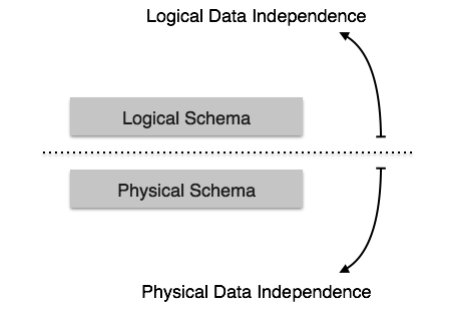 Logical Data Independence
Logical Schema
Physical Schema
Physical Data Independence